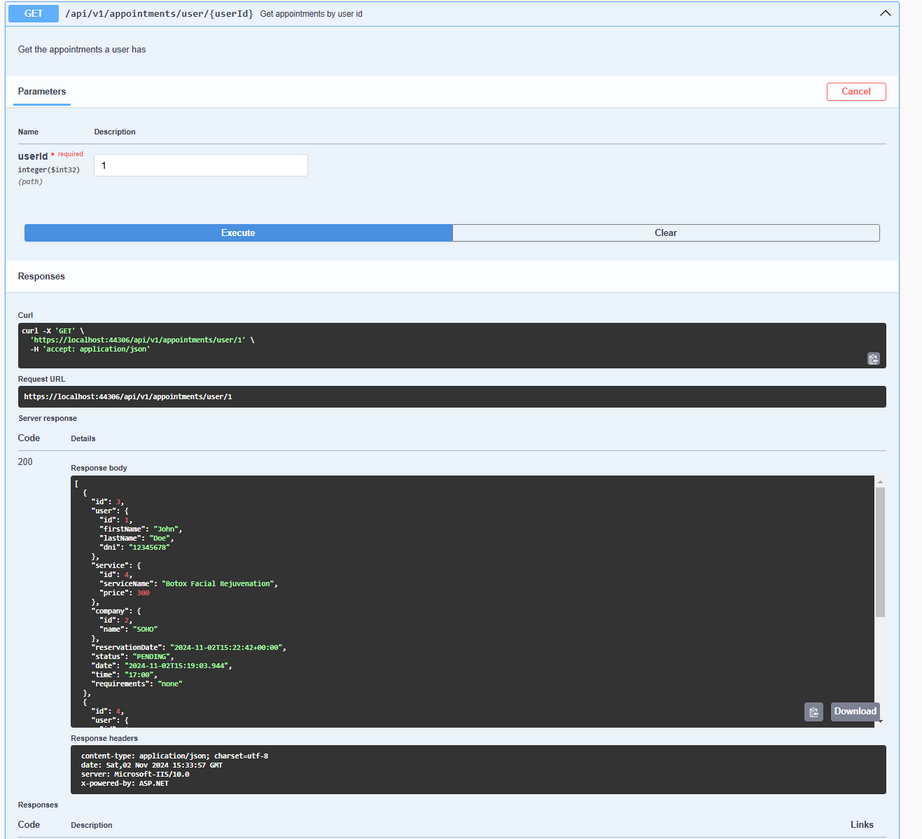 GET /api/v1/appointments/user/{userId} Get appointments by user id
Get the appointments a user has
Parameters
Cancel
Name Description
userId * required
integer($int32)
(path)
1
Execute Clear
Responses
Curl
curl -X 'GET' \
'https://localhost:44306/api/v1/appointments/user/1' \
-H 'accept: application/json'
Request URL
https://localhost:44306/api/v1/appointments/user/1
Server response
Code Details
200
Response body
[
{
"id": 3,
"user": {
"id": 1,
"firstName": "John",
"lastName": "Doe",
"dni": "12345678"
},
"service": {
"id": 4,
"serviceName": "Botox Facial Rejuvenation",
"price": 300
},
"company": {
"id": 2,
"name": "SOHO"
},
"reservationDate": "2024-11-02T15:22:42+00:00",
"status": "PENDING",
"date": "2024-11-02T15:19:03.944",
"time": "17:00",
"requirements": "none"
},
{
"id": 4,
"user": {
Download
Response headers
content-type: application/json; charset=utf-8
date: Sat,02 Nov 2024 15:33:57 GMT
server: Microsoft-IIS/10.0
x-powered-by: ASP.NET
Responses
Code Description Links